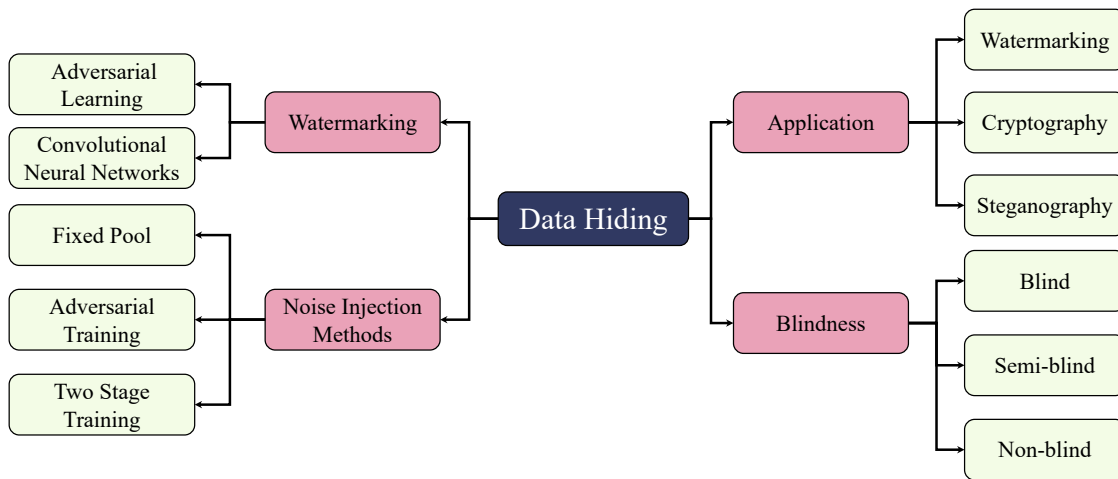 Adversarial
Learning
Convolutional
Neural Networks
Watermarking
Fixed Pool
Adversarial
Training
Two Stage
Training
Noise Injection
Methods
Data Hiding
Application
Watermarking
Cryptography
Steganography
Blindness
Blind
Semi-blind
Non-blind